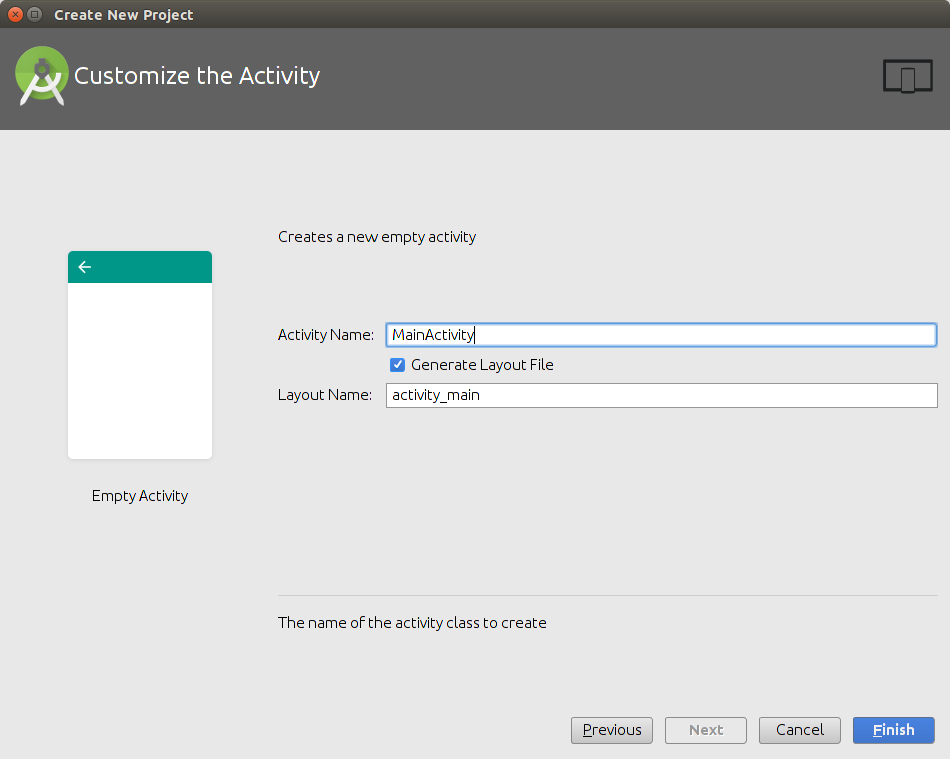 Create New Project
Customize the Activity
Creates a new empty activity
Activity Name: MainActivity
Generate Layout File
Layout Name: activity_main
Empty Activity
The name of the activity class to create
Previous Next Cancel Finish